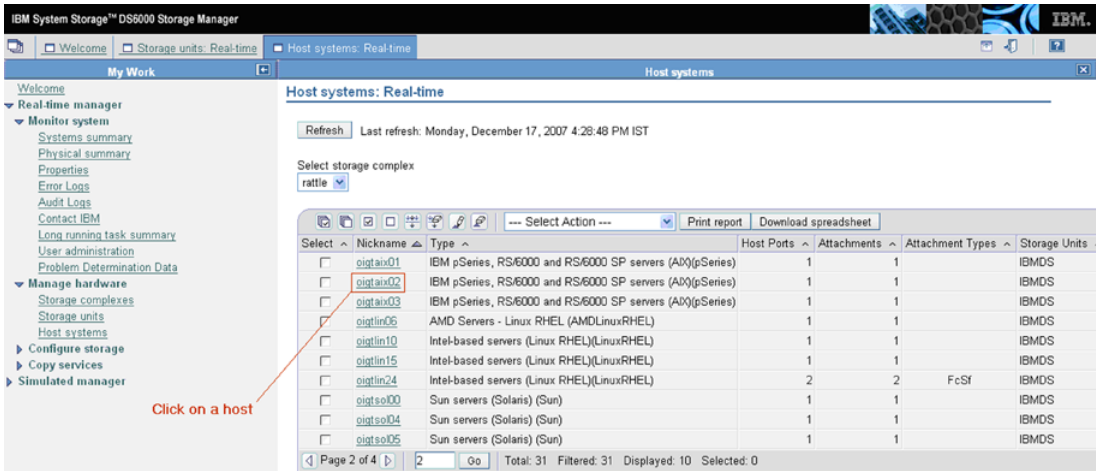 IBM System Storage™ DS6000 Storage Manager
IBM.
Welcome
Storage units: Real-time
Host systems: Real-time
?
My Work
Host systems
Welcome
Real-time manager
Monitor system
Systems summary
Physical summary
Properties
Error Logs
Audit Logs
Contact IBM
Long running task summary
User administration
Problem Determination Data
Manage hardware
Storage complexes
Storage units
Host systems
Configure storage
Copy services
Simulated manager
Click on a host
Host systems: Real-time
Refresh Last refresh: Monday, December 17, 2007 4:28:48 PM IST
Select storage complex
rattle
--- Select Action --- Print report Download spreadsheet
Select Nickname Type Host Ports Attachments Attachment Types Storage Units
oigtaix01 IBM pSeries, RS/6000 and RS/6000 SP servers (AIX)(pSeries) 1 1 IBMDS
oigtaix02 IBM pSeries, RS/6000 and RS/6000 SP servers (AIX)(pSeries) 1 1 IBMDS
oigtaix03 IBM pSeries, RS/6000 and RS/6000 SP servers (AIX)(pSeries) 1 1 IBMDS
oigtlin06 AMD Servers - Linux RHEL (AMDLinuxRHEL) 1 1 IBMDS
oigtlin10 Intel-based servers (Linux RHEL)(LinuxRHEL) 1 1 IBMDS
oigtlin15 Intel-based servers (Linux RHEL)(LinuxRHEL) 1 1 IBMDS
oigtlin24 Intel-based servers (Linux RHEL)(LinuxRHEL) 2 2 FcSf IBMDS
oigtsol00 Sun servers (Solaris) (Sun) 1 1 IBMDS
oigtsol04 Sun servers (Solaris) (Sun) 1 1 IBMDS
oigtsol05 Sun servers (Solaris) (Sun) 1 1 IBMDS
Page 2 of 4 2 Go Total: 31 Filtered: 31 Displayed: 10 Selected: 0